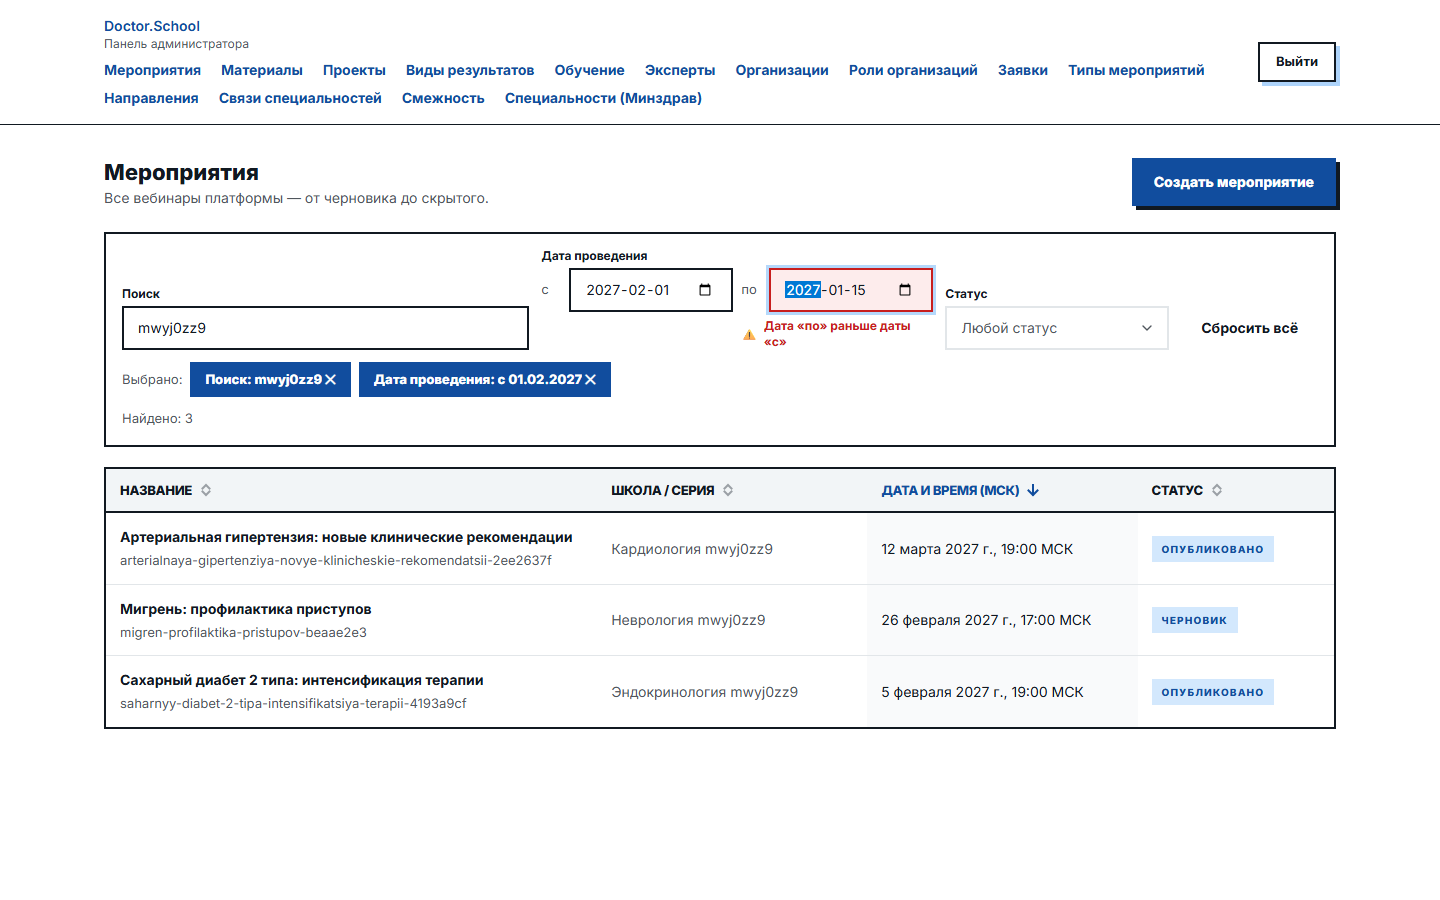 Doctor.School
Панель администратора
Мероприятия Материалы Проекты Виды результатов Обучение Эксперты Организации Роли организаций Заявки Типы мероприятий
Направления Связи специальностей Смежность Специальности (Минздрав)
Выйти
Мероприятия
Все вебинары платформы — от черновика до скрытого.
Создать мероприятие
Поиск
mwyj0zz9
Дата проведения
с 2027-02-01 по 2027-01-15
Дата «по» раньше даты
«с»
Статус
Любой статус
Сбросить всё
Выбрано: Поиск: mwyj0zz9 Дата проведения: с 01.02.2027
Найдено: 3
НАЗВАНИЕ ШКОЛА / СЕРИЯ ДАТА И ВРЕМЯ (МСК) СТАТУС
Артериальная гипертензия: новые клинические рекомендации
arterialnaya-gipertenziya-novye-klinicheskie-rekomendatsii-2ee2637f
Кардиология mwyj0zz9
12 марта 2027 г., 19:00 МСК
ОПУБЛИКОВАНО
Мигрень: профилактика приступов
migren-profilaktika-pristupov-beaae2e3
Неврология mwyj0zz9
26 февраля 2027 г., 17:00 МСК
ЧЕРНОВИК
Сахарный диабет 2 типа: интенсификация терапии
saharnyy-diabet-2-tipa-intensifikatsiya-terapii-4193a9cf
Эндокринология mwyj0zz9
5 февраля 2027 г., 19:00 МСК
ОПУБЛИКОВАНО